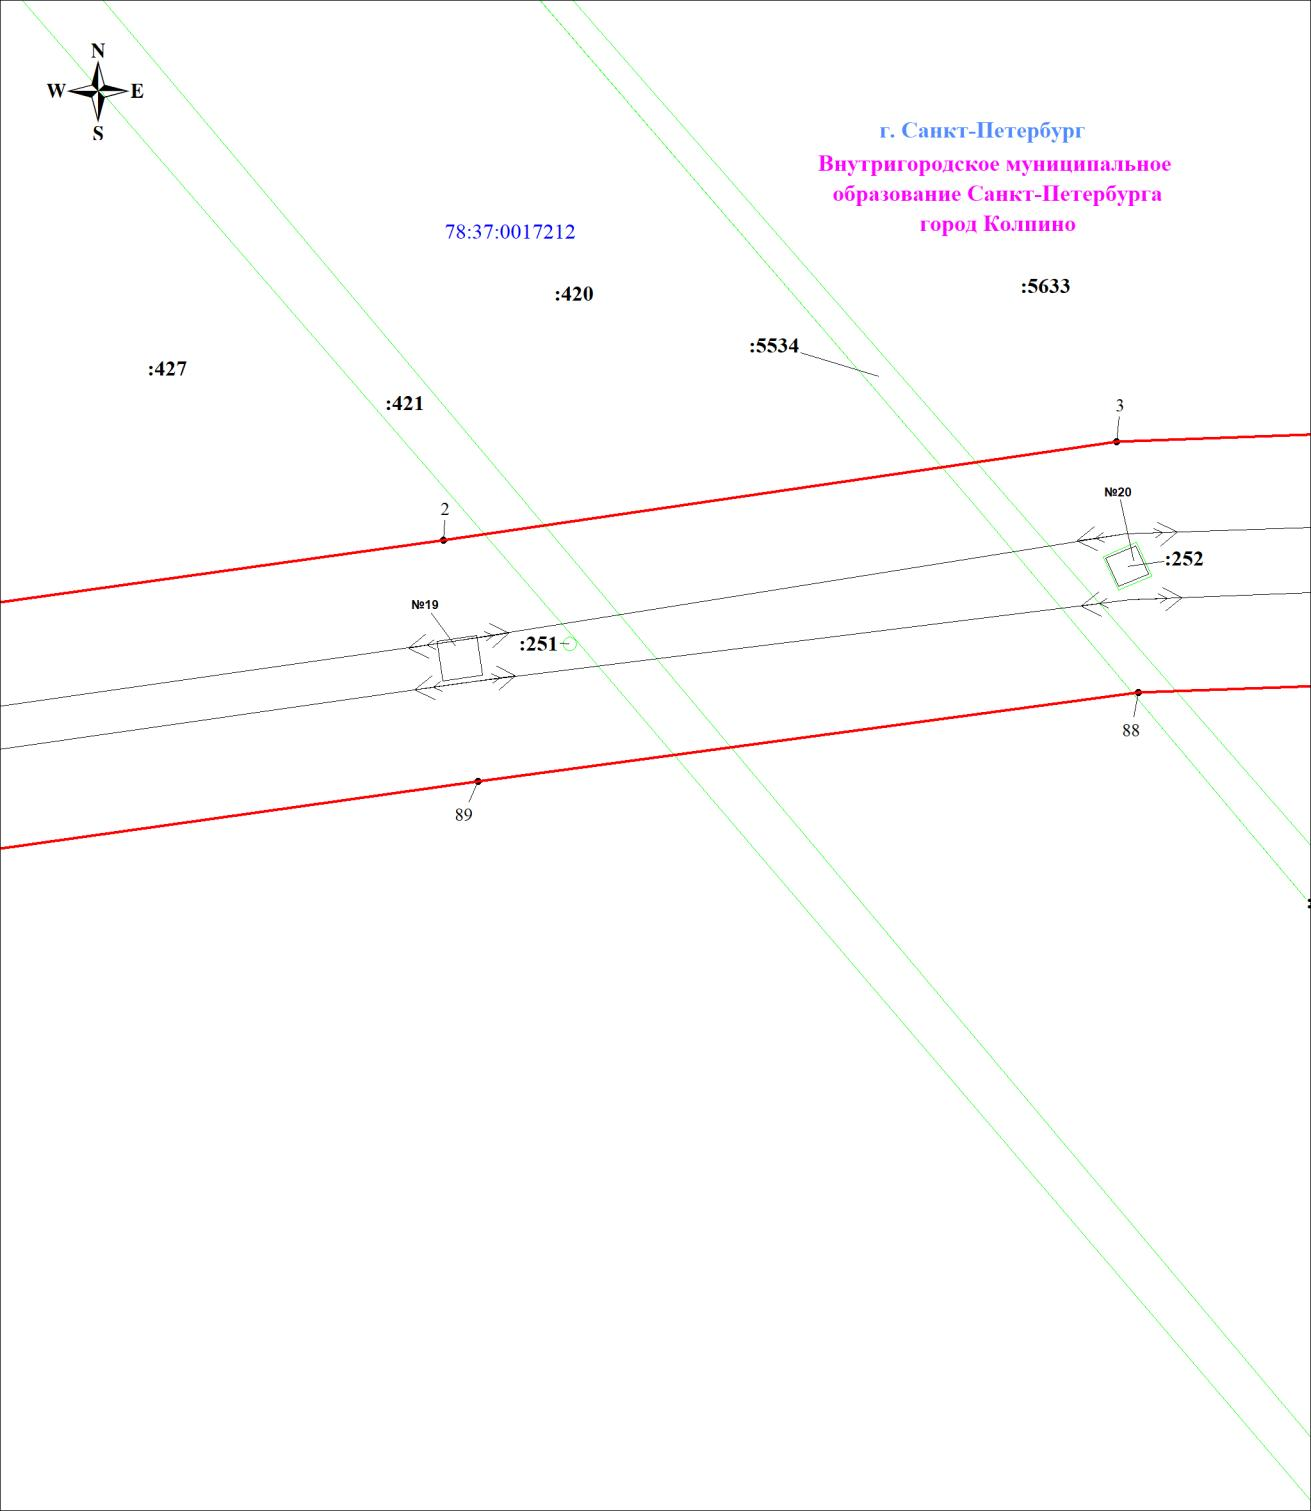 N
W E
S
г. Санкт-Петербург
Внутригородское муниципальное
образование Санкт-Петербурга
город Колпино
78:37:0017212
:420
:5633
:5534
:427
:421
3
№20
2
:252
№19
:251
88
89
: